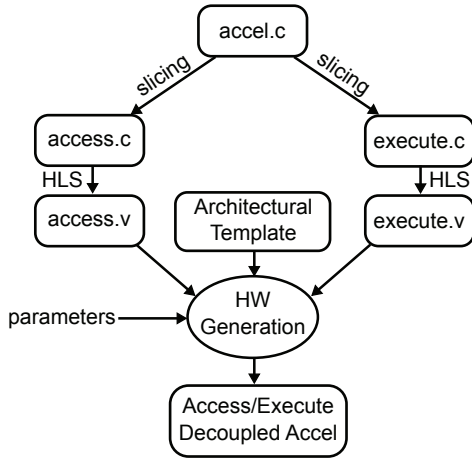 accel.c
slicing
slicing
access.c
execute.c
HLS
HLS
access.v
Architectural
Template
execute.v
HW
Generation
parameters
Access/Execute
Decoupled Accel